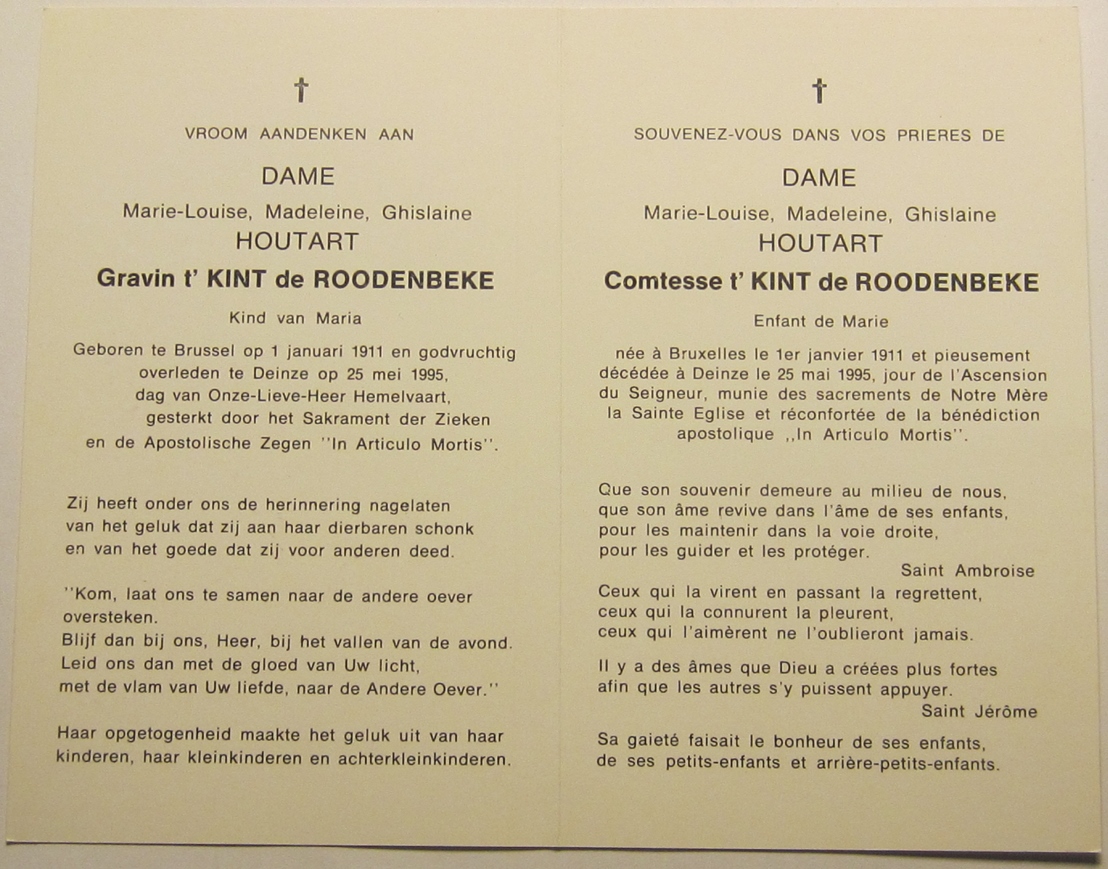 VROOM AANDENKEN AAN
DAME
Marie-Louise, Madeleine, Ghislaine
HOUTART
Gravin t' KINT de ROODENBEKE
Kind van Maria
Geboren te Brussel op 1 januari 1911 en godvruchtig
overleden te Deinze op 25 mei 1995,
dag van Onze-Lieve-Heer Hemelvaart,
gesterkt door het Sakrament der Zieken
en de Apostolische Zegen ''In Articulo Mortis''.
Zij heeft onder ons de herinnering nagelaten
van het geluk dat zij aan haar dierbaren schonk
en van het goede dat zij voor anderen deed.
''Kom, laat ons te samen naar de andere oever
oversteken.
Blijf dan bij ons, Heer, bij het vallen van de avond.
Leid ons dan met de gloed van Uw licht,
met de vlam van Uw liefde, naar de Andere Oever.''
Haar opgetogenheid maakte het geluk uit van haar
kinderen, haar kleinkinderen en achterkleinkinderen.
SOUVENEZ-VOUS DANS VOS PRIERES DE
DAME
Marie-Louise, Madeleine, Ghislaine
HOUTART
Comtesse t' KINT de ROODENBEKE
Enfant de Marie
née à Bruxelles le 1er janvier 1911 et pieusement
décédée à Deinze le 25 mai 1995, jour de l'Ascension
du Seigneur, munie des sacrements de Notre Mère
la Sainte Eglise et réconfortée de la bénédiction
apostolique ,,In Articulo Mortis''.
Que son souvenir demeure au milieu de nous,
que son âme revive dans l'âme de ses enfants,
pour les maintenir dans la voie droite,
pour les guider et les protéger.
Saint Ambroise
Ceux qui la virent en passant la regrettent,
ceux qui la connurent la pleurent,
ceux qui l'aimèrent ne l'oublieront jamais.
Il y a des âmes que Dieu a créées plus fortes
afin que les autres s'y puissent appuyer.
Saint Jérôme
Sa gaieté faisait le bonheur de ses enfants,
de ses petits-enfants et arrière-petits-enfants.